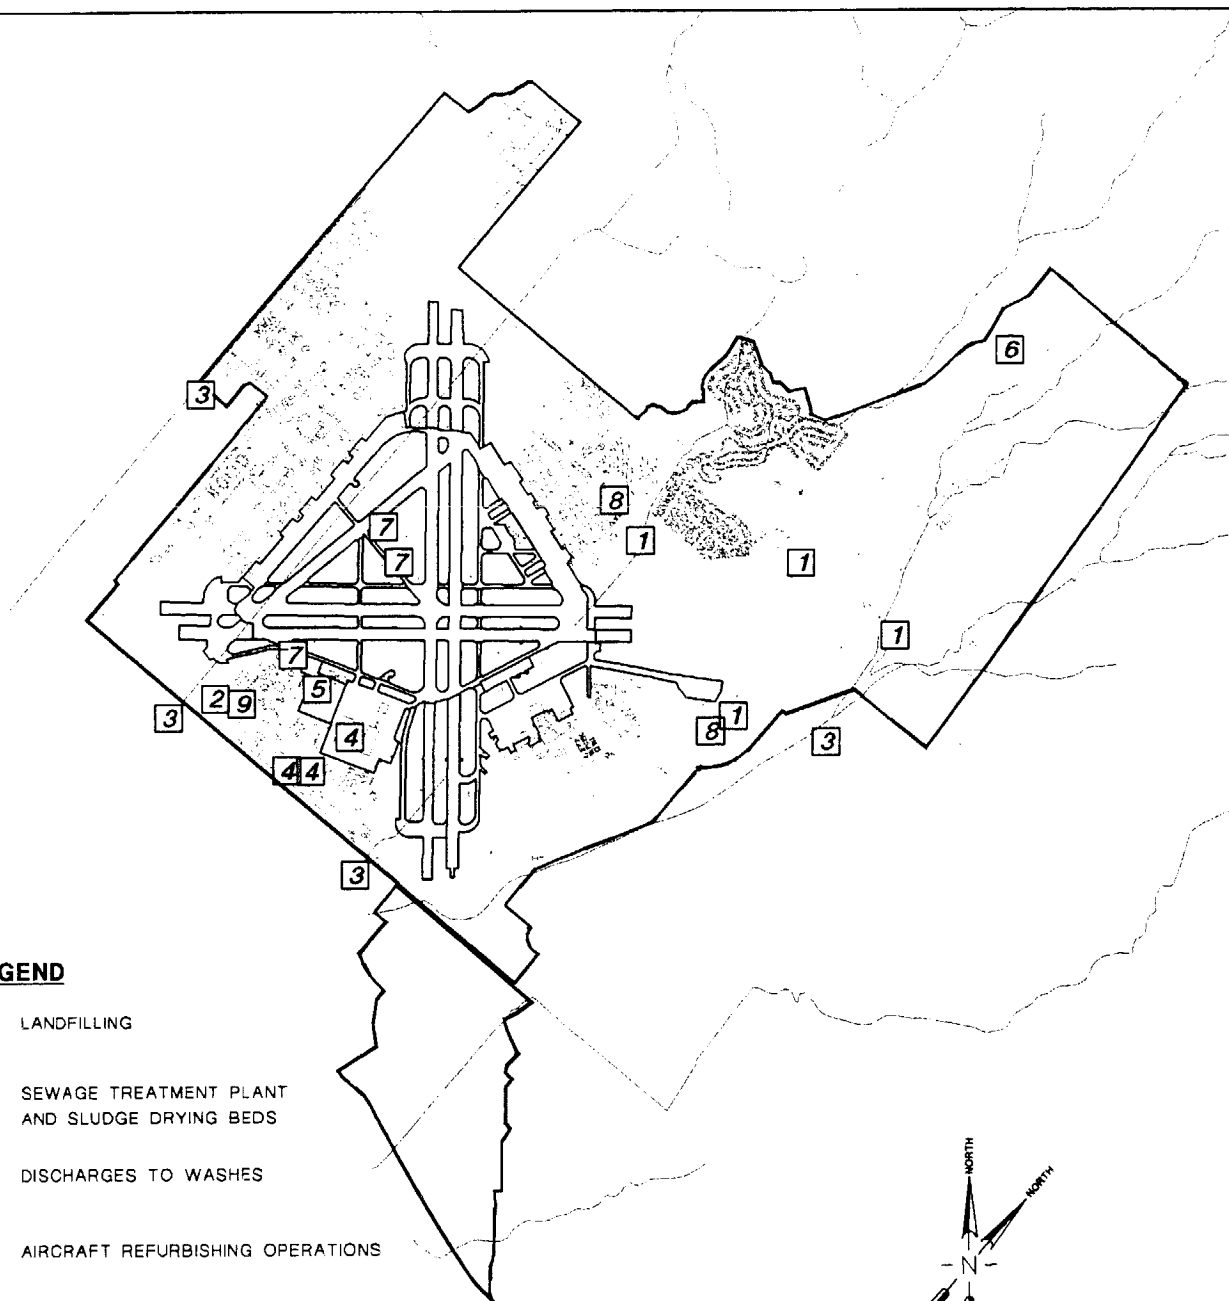 6
3
8
7
1
7
1
1
7
5
2
9
3
1
8
4
3
4
4
3
GEND
LANDFILLING
SEWAGE TREATMENT PLANT
AND SLUDGE DRYING BEDS
DISCHARGES TO WASHES
AIRCRAFT REFURBISHING OPERATIONS
NORTH
NORTH
N